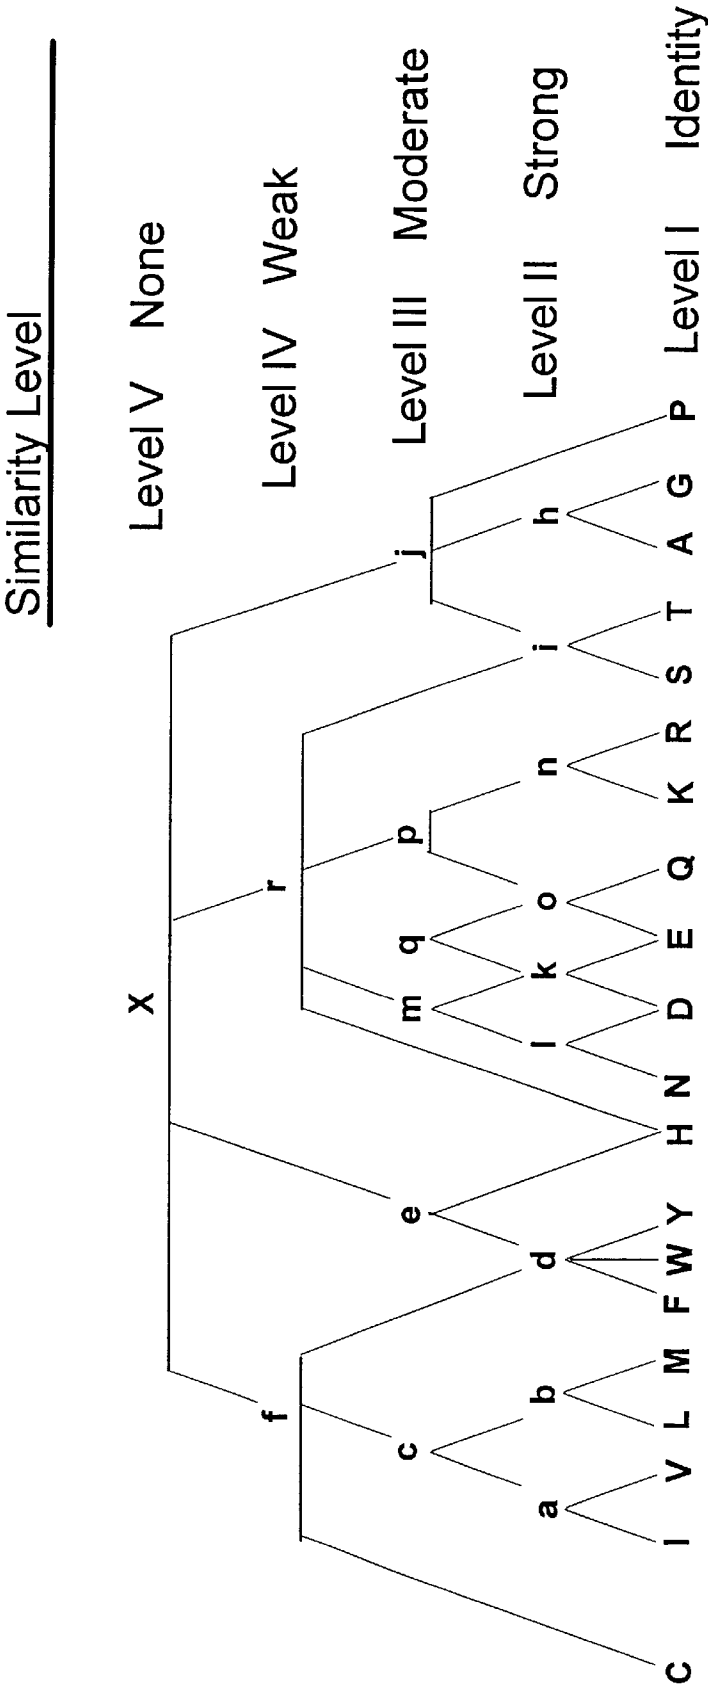 Similarity Level
X Level V None
f r Level IV Weak
c e m q p j Level III Moderate
a b d l k o n i h Level II Strong
C I V L M F W Y H N D E Q K R S T A G P Level I Identity